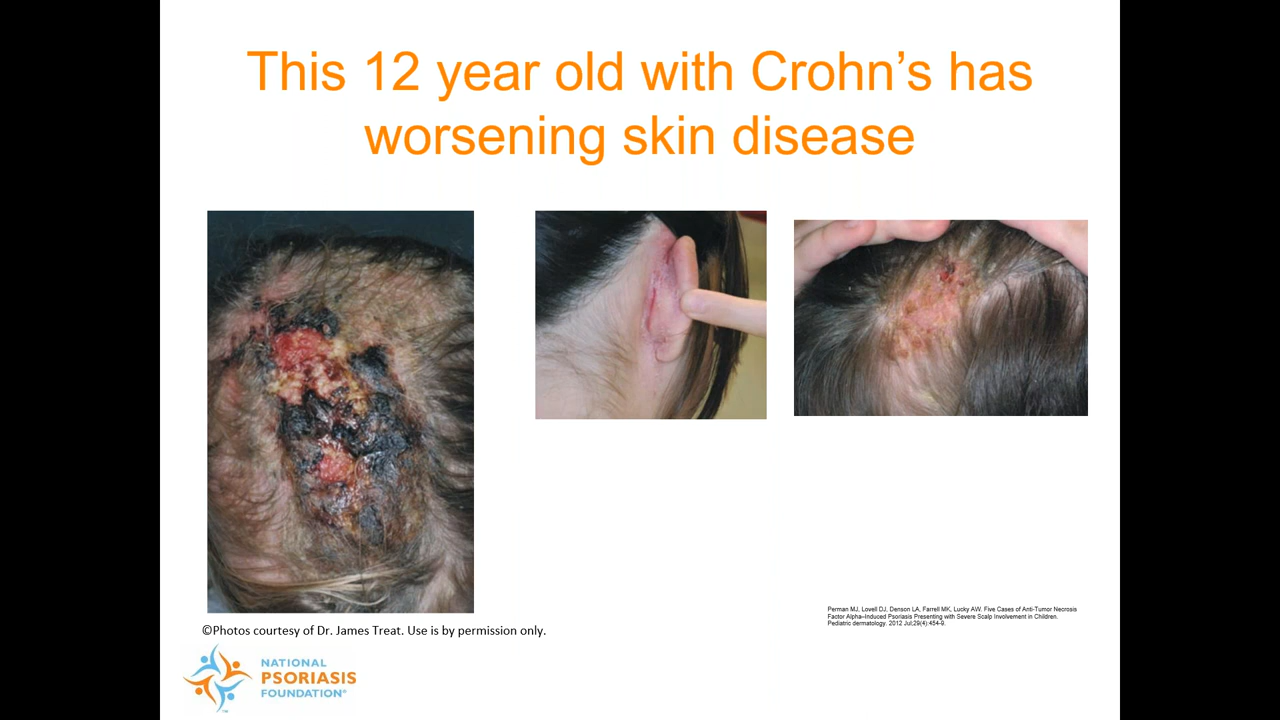 This 12 year old with Crohn's has
worsening skin disease
Perman MJ, Lovell DJ, Denson LA, Farrell MK, Lucky AW. Five Cases of Anti-Tumor Necrosis
Factor Alpha–Induced Psoriasis Presenting with Severe Scalp Involvement in Children.
Pediatric dermatology. 2012 Jul;29(4):454-9.
©Photos courtesy of Dr. James Treat. Use is by permission only.
NATIONAL
PSORIASIS
FOUNDATION®
™